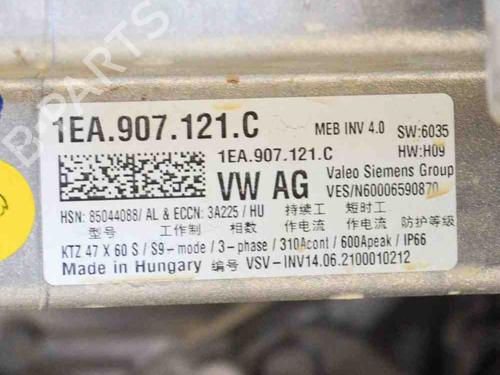 B-PARTS
1EA.907.121.C
MEB INV 4.0
SW:6035
HW:H09
1EA.907.121.C
VW AG
Valeo Siemens Group
VES/N60006590870
HSN: 85044088/ AL & ECCN: 3A225 / HU
持续工 短时工
型号 工作制 作电流 作电流 防护等级
KTZ 47 X 60 S / S9-mode / 3-phase / 310Acont / 600Apeak / IP66
Made in Hungary 编号 VSV-INV14.06.2100010212